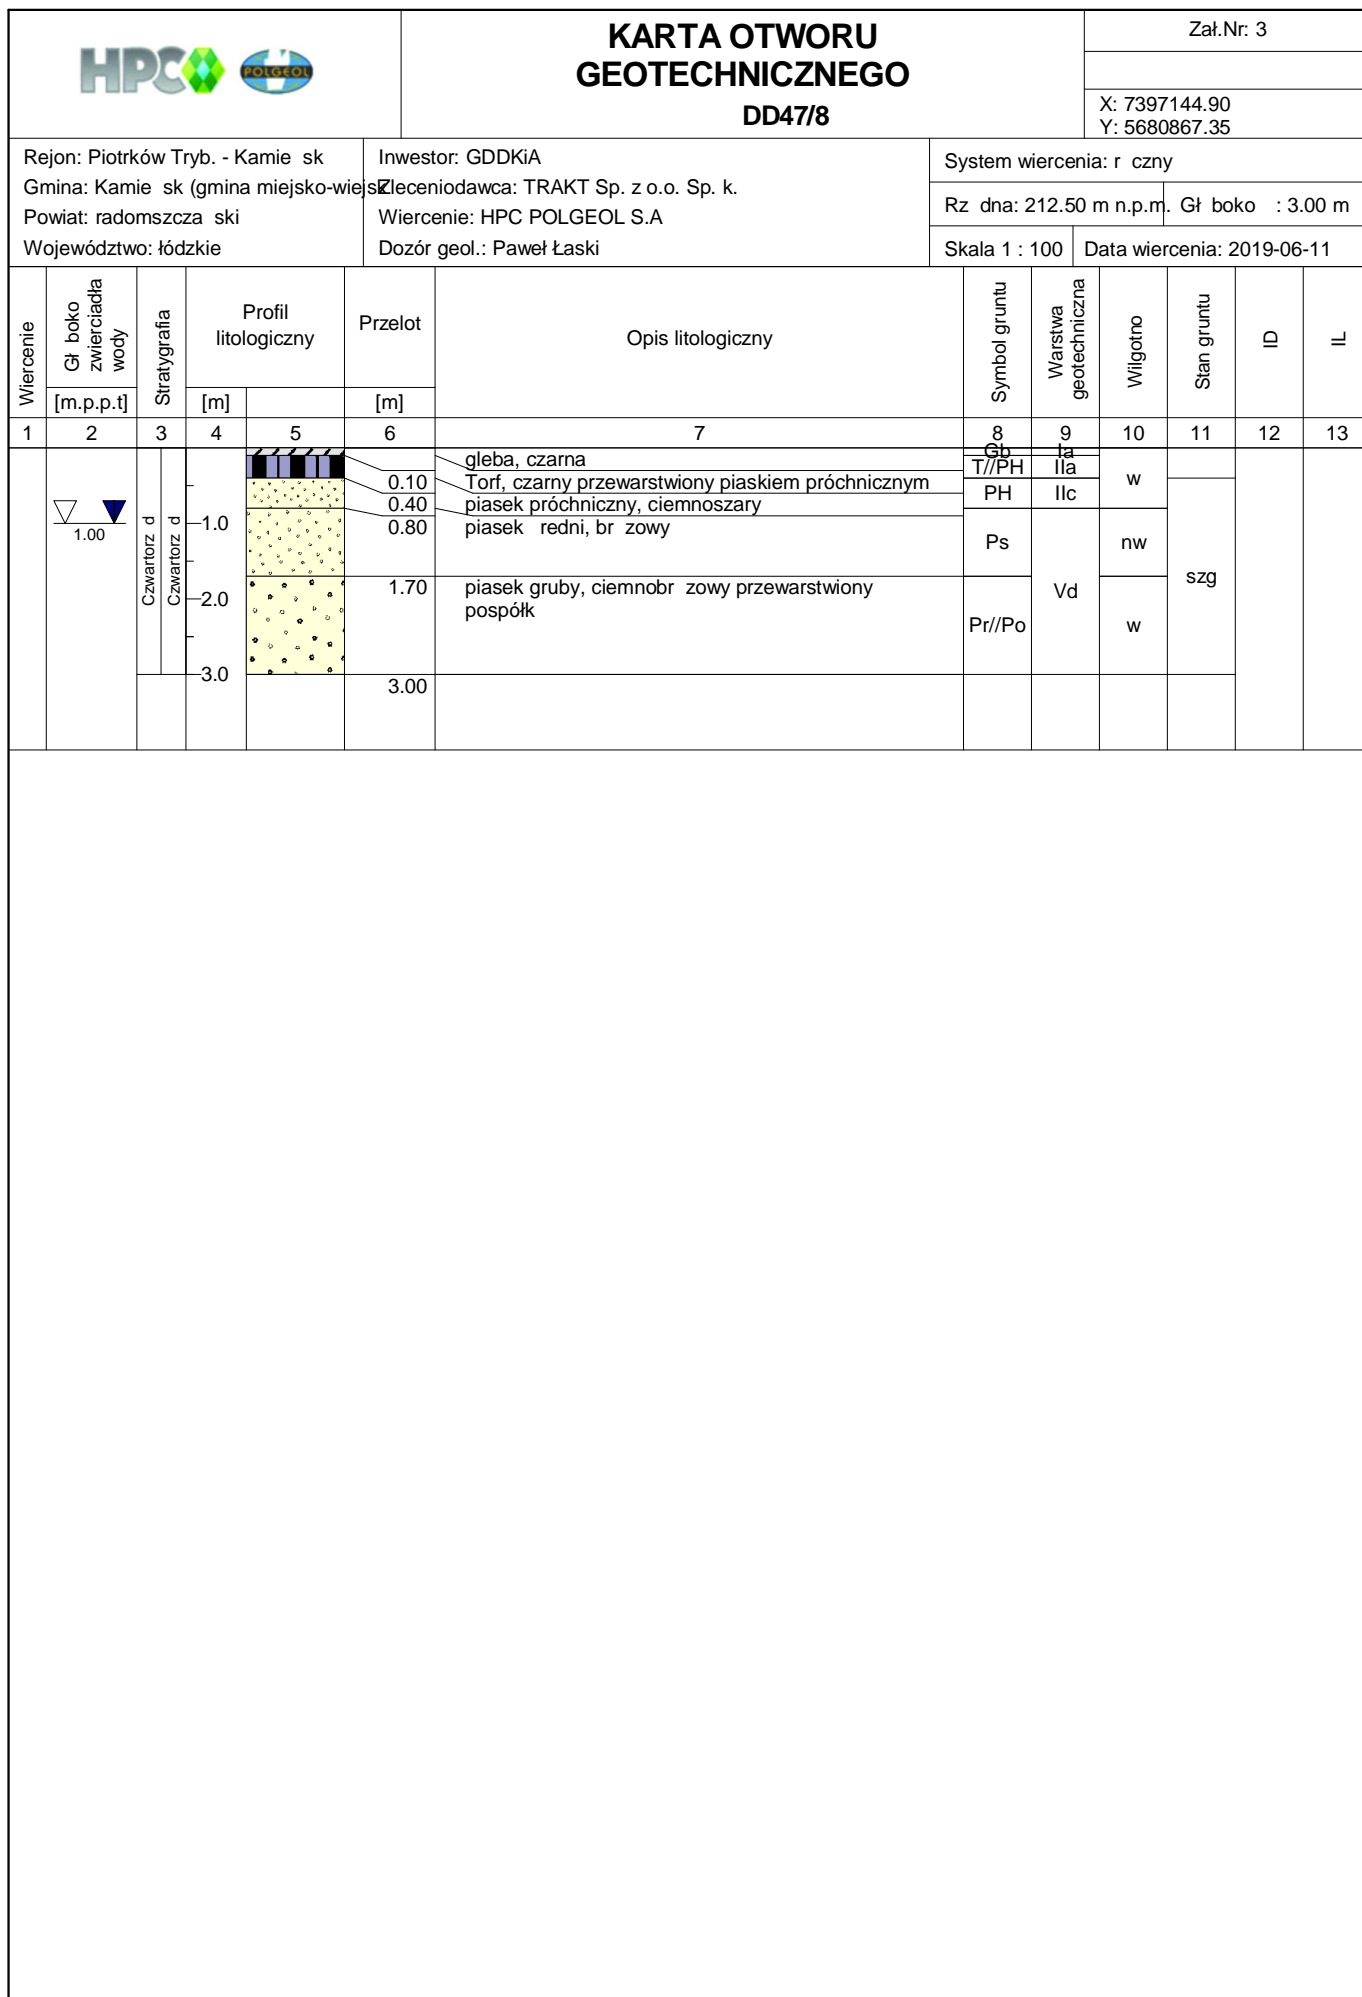 HPC POLGEOL
KARTA OTWORU
GEOTECHNICZNEGO
DD47/8
Zał.Nr: 3
X: 7397144.90
Y: 5680867.35
Rejon: Piotrków Tryb. - Kamie sk
Gmina: Kamie sk (gmina miejsko-wiejsk
Powiat: radomszcza ski
Województwo: łódzkie
Inwestor: GDDKiA
Zleceniodawca: TRAKT Sp. z o.o. Sp. k.
Wiercenie: HPC POLGEOL S.A
Dozór geol.: Paweł Łaski
System wiercenia: r czny
Rz dna: 212.50 m n.p.m. Gł boko : 3.00 m
Skala 1 : 100 Data wiercenia: 2019-06-11
Wiercenie
Gł boko
zwierciadła
wody
[m.p.p.t]
Stratygrafia
Profil
litologiczny
[m]
Przelot
[m]
Opis litologiczny
Symbol gruntu
Warstwa
geotechniczna
Wilgotno
Stan gruntu
ID
IL
1 2 3 4 5 6 7 8 9 10 11 12 13
1.00
Czwartorz d
Czwartorz d
1.0
2.0
3.0
gleba, czarna Gb Ia
0.10 Torf, czarny przewarstwiony piaskiem próchnicznym T//PH IIa
w
0.40 piasek próchniczny, ciemnoszary PH IIc
0.80 piasek redni, br zowy Ps nw
1.70 piasek gruby, ciemnobr zowy przewarstwiony
pospółk
Pr//Po Vd w szg
3.00